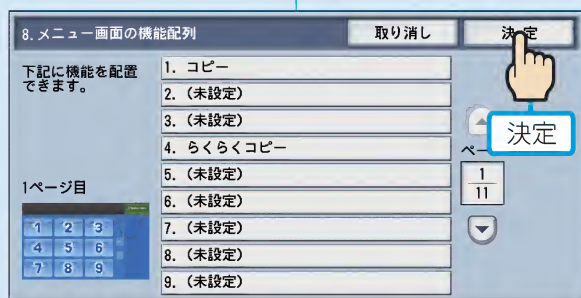 8. メニュー画面の機能配列
取り消し
決定
下記に機能を配置
できます。
1. コピー
2. (未設定)
3. (未設定)
4. らくらくコピー
5. (未設定)
6. (未設定)
7. (未設定)
8. (未設定)
9. (未設定)
決定
1
11
1ページ目
1 2 3
4 5 6
7 8 9